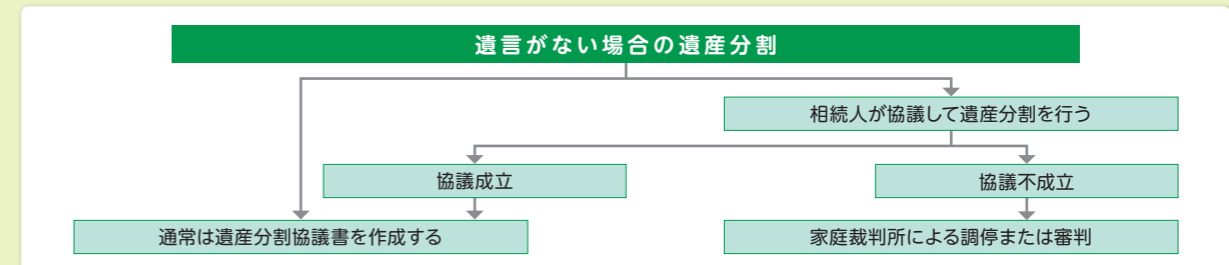 遺言がない場合の遺産分割
相続人が協議して遺産分割を行う
協議成立
協議不成立
通常は遺産分割協議書を作成する
家庭裁判所による調停または審判